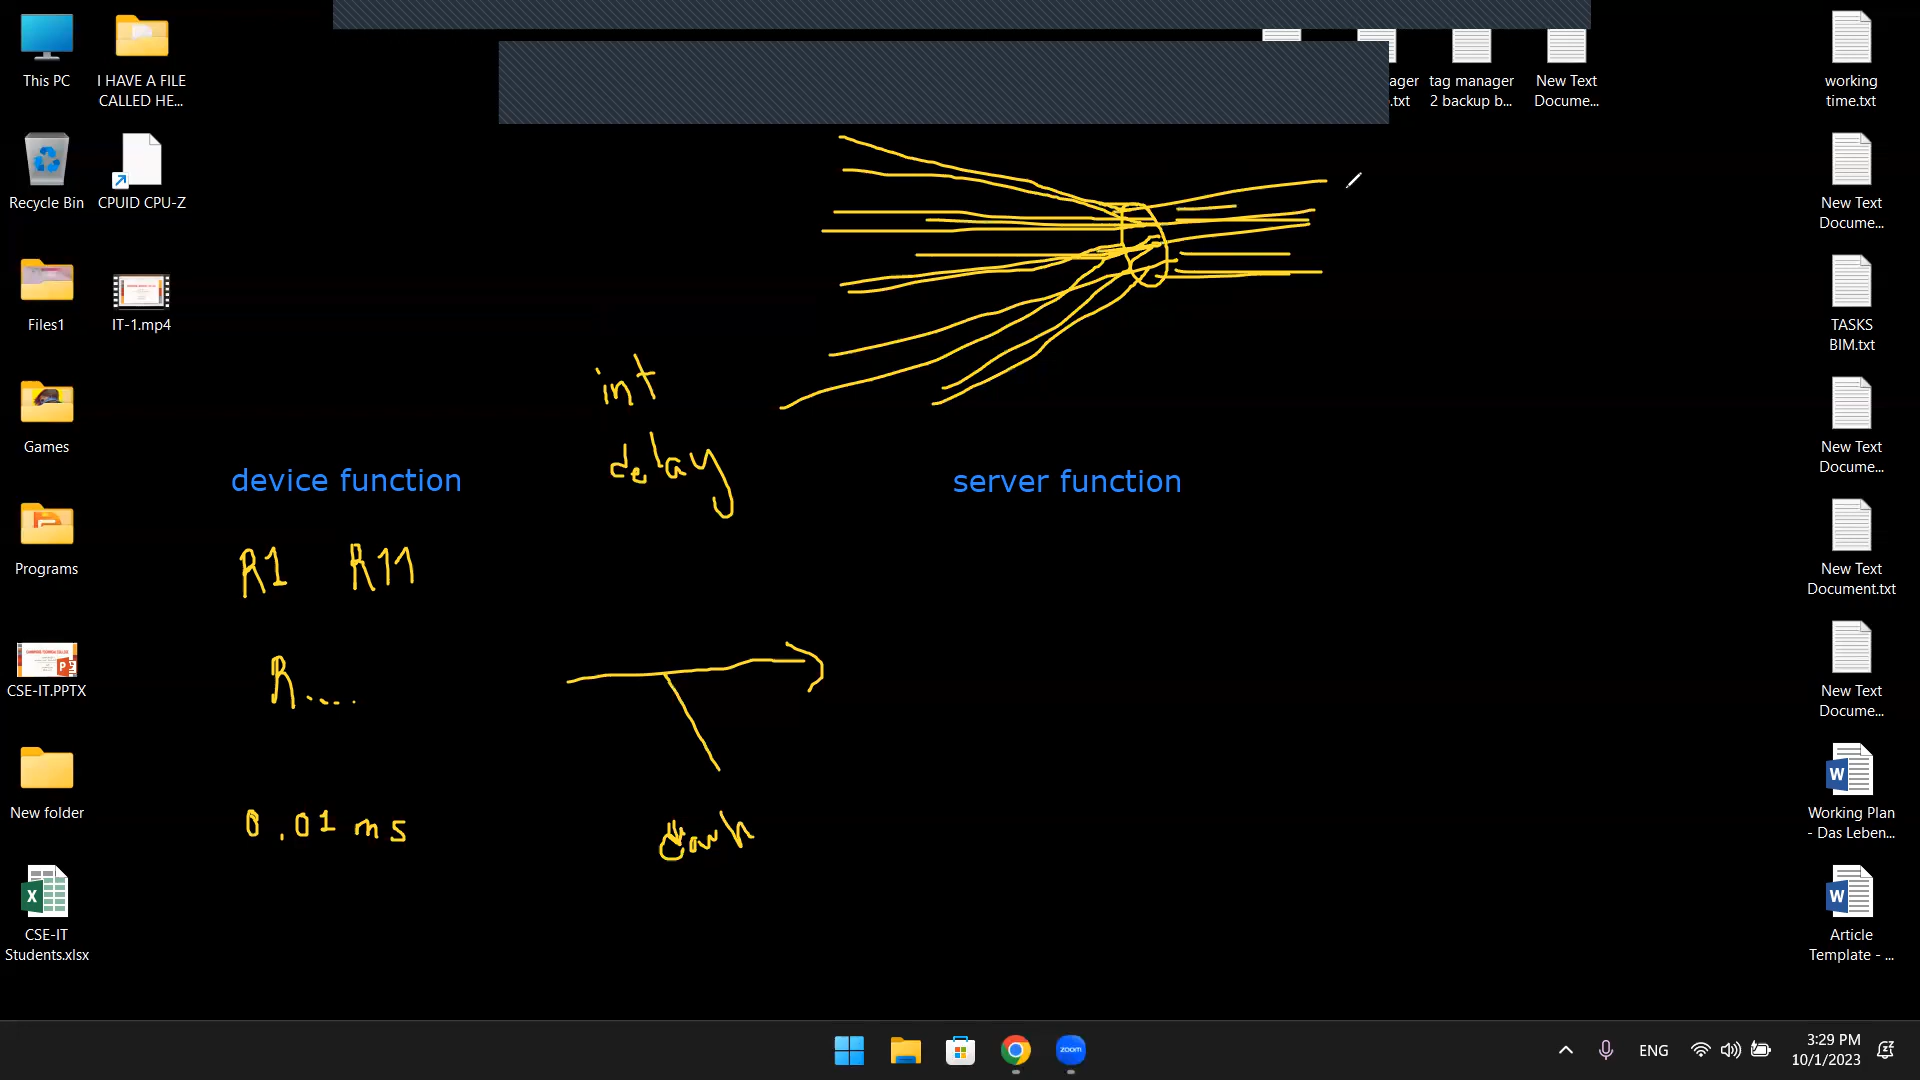 This PC
I HAVE A FILE
CALLED HE...
ager
.txt
tag manager
2 backup b...
New Text
Docume...
working
time.txt
Recycle Bin
CPUID CPU-Z
New Text
Docume...
Files1
IT-1.mp4
TASKS
BIM.txt
int
delay
Games
New Text
Docume...
device function
server function
R1 R11
Programs
New Text
Document.txt
R....
CSE-IT.PPTX
New Text
Docume...
New folder
0.01 ms
Working Plan
- Das Leben...
CSE-IT
Students.xlsx
Article
Template - ...
zoom
ENG
3:29 PM
10/1/2023